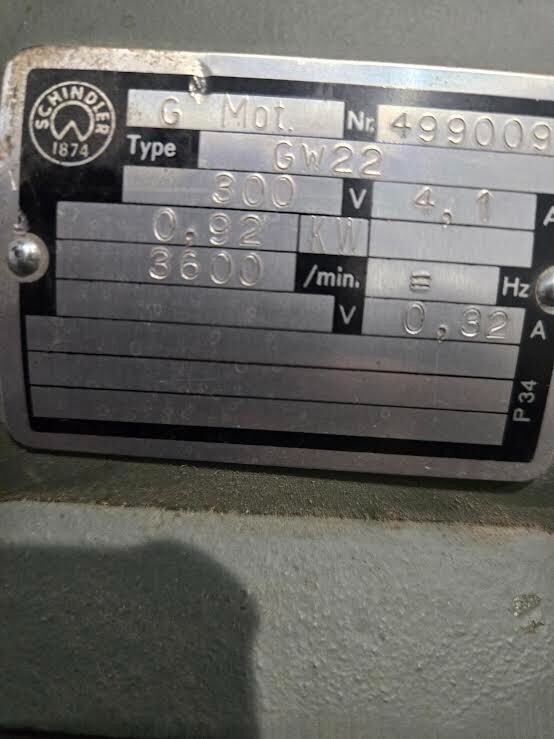 SCHINDLER
1874
G Mot. Nr. 499009
Type GW22
300 V 4,1 A
0,92 KW
3600 /min. = Hz
V 0,32 A
P 34